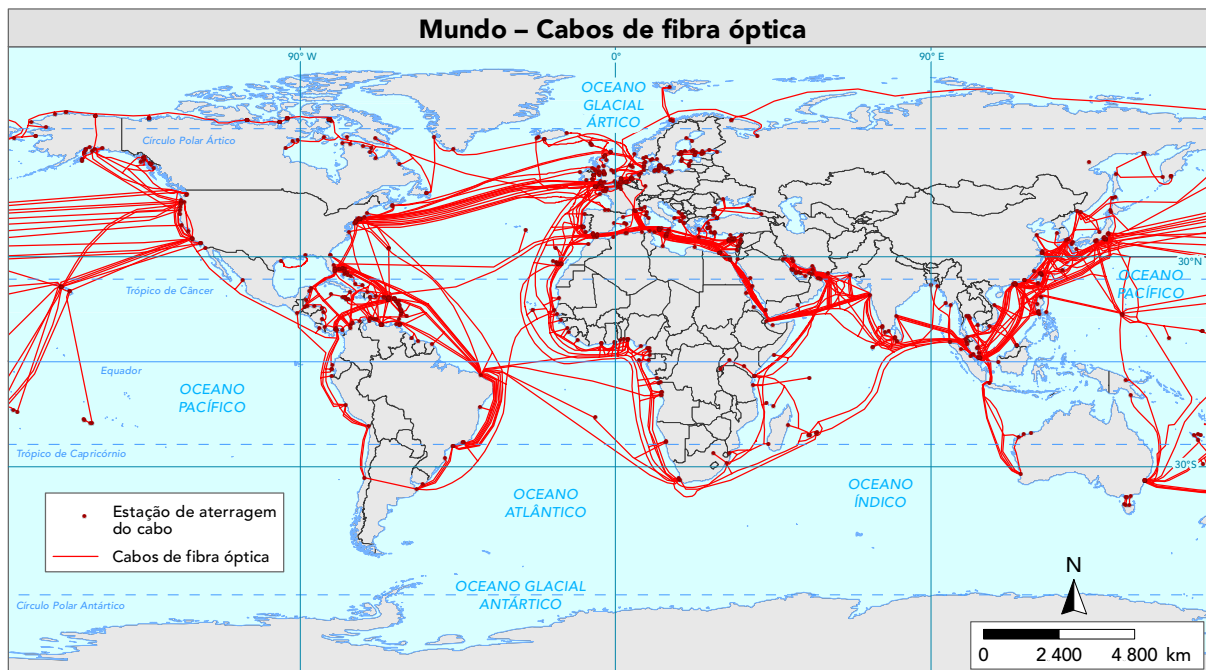 Mundo – Cabos de fibra óptica
90° W
0°
90° E
OCEANO
GLACIAL
ÁRTICO
Círculo Polar Ártico
30°N
OCEANO
PACÍFICO
Trópico de Câncer
Equador
OCEANO
PACÍFICO
Trópico de Capricórnio
30°S
OCEANO
ATLÂNTICO
OCEANO
ÍNDICO
Estação de aterragem
do cabo
Cabos de fibra óptica
OCEANO GLACIAL
ANTÁRTICO
Círculo Polar Antártico
N
0 2 400 4 800 km